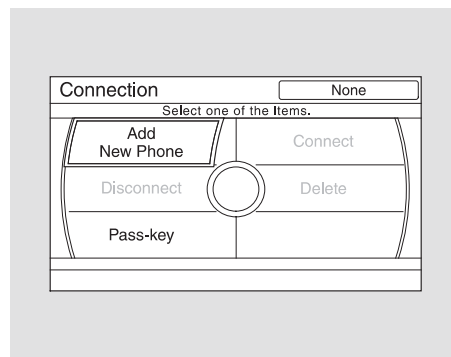 Connection
None
Select one of the Items.
Add
New Phone
Connect
Disconnect
Delete
Pass-key